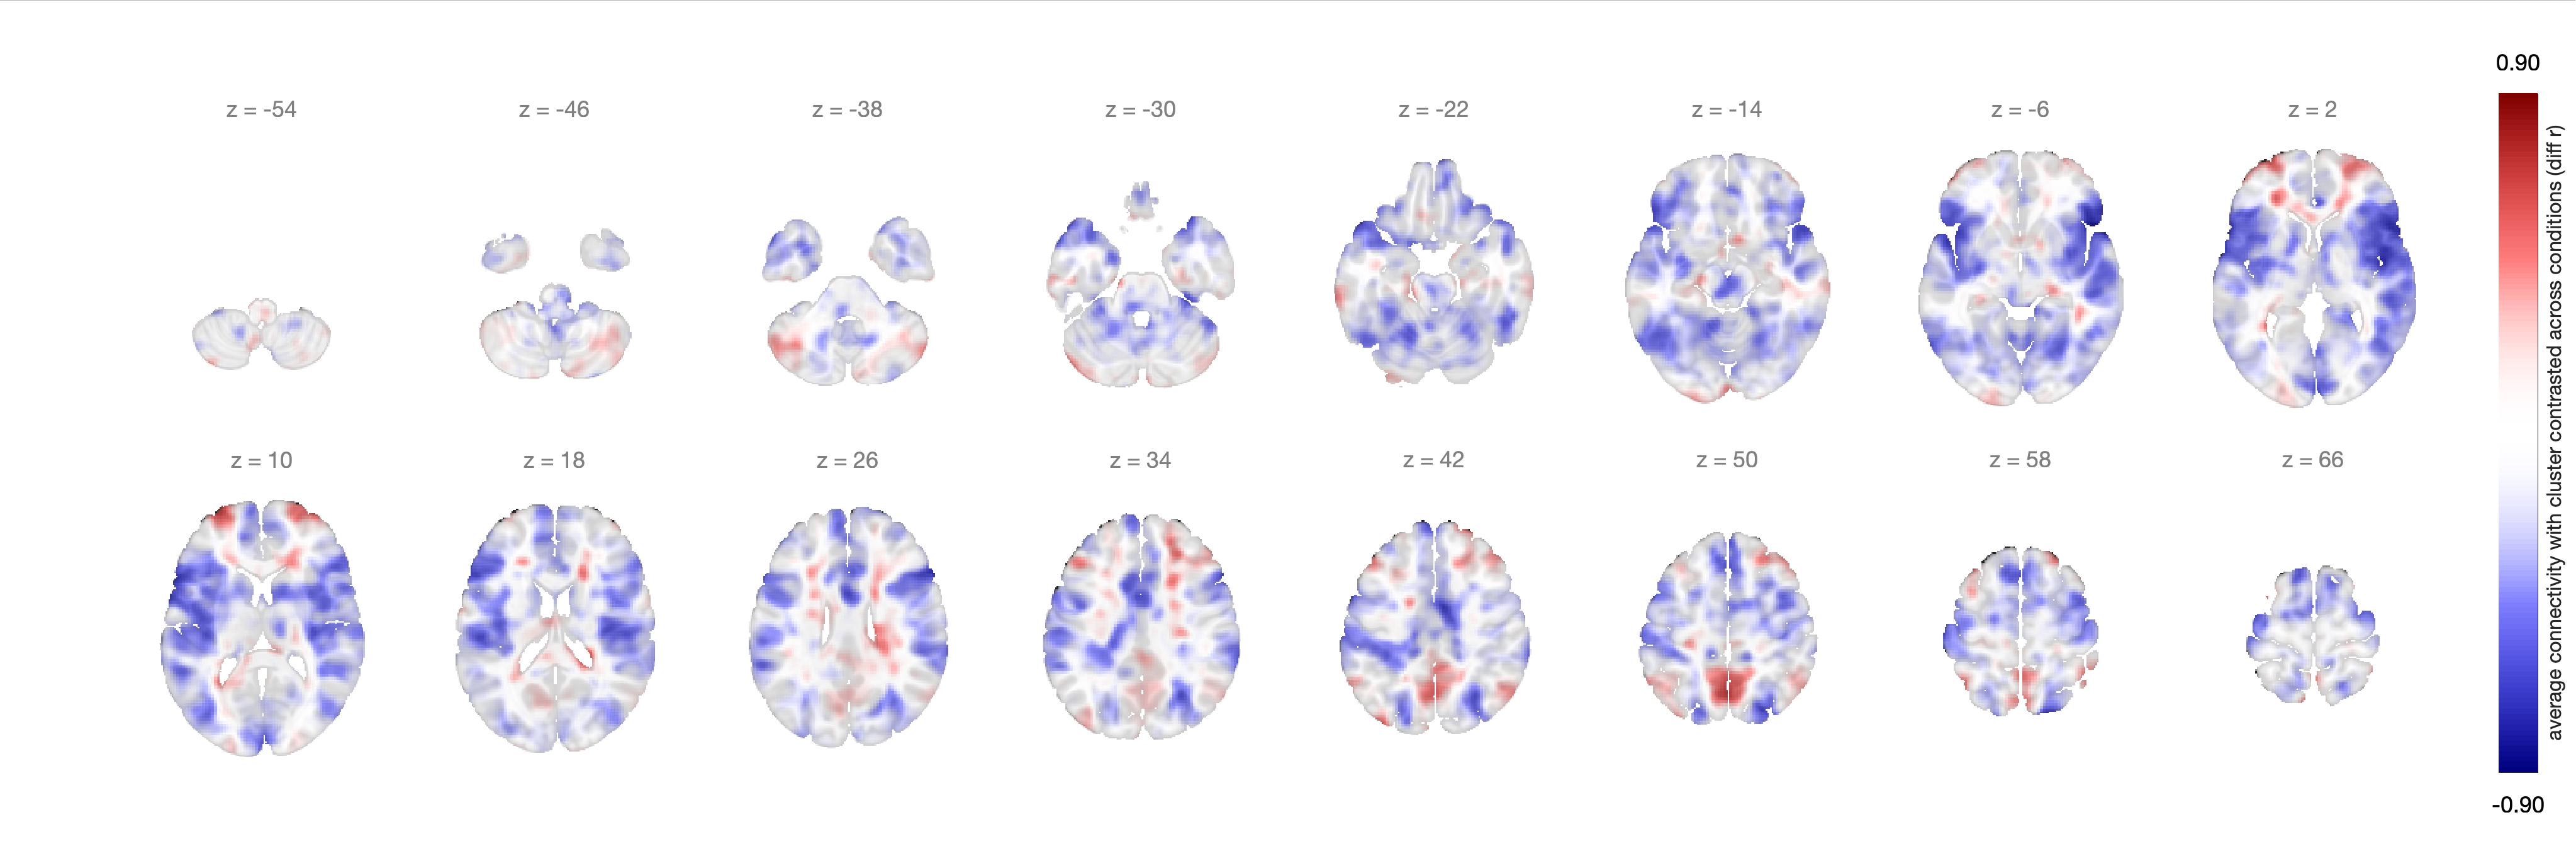 0.90
z = -54
z = -46
z = -38
z = -30
z = -22
z = -14
z = -6
z = 2
z = 10
z = 18
z = 26
z = 34
z = 42
z = 50
z = 58
z = 66
average connectivity with cluster contrasted across conditions (diff r)
-0.90